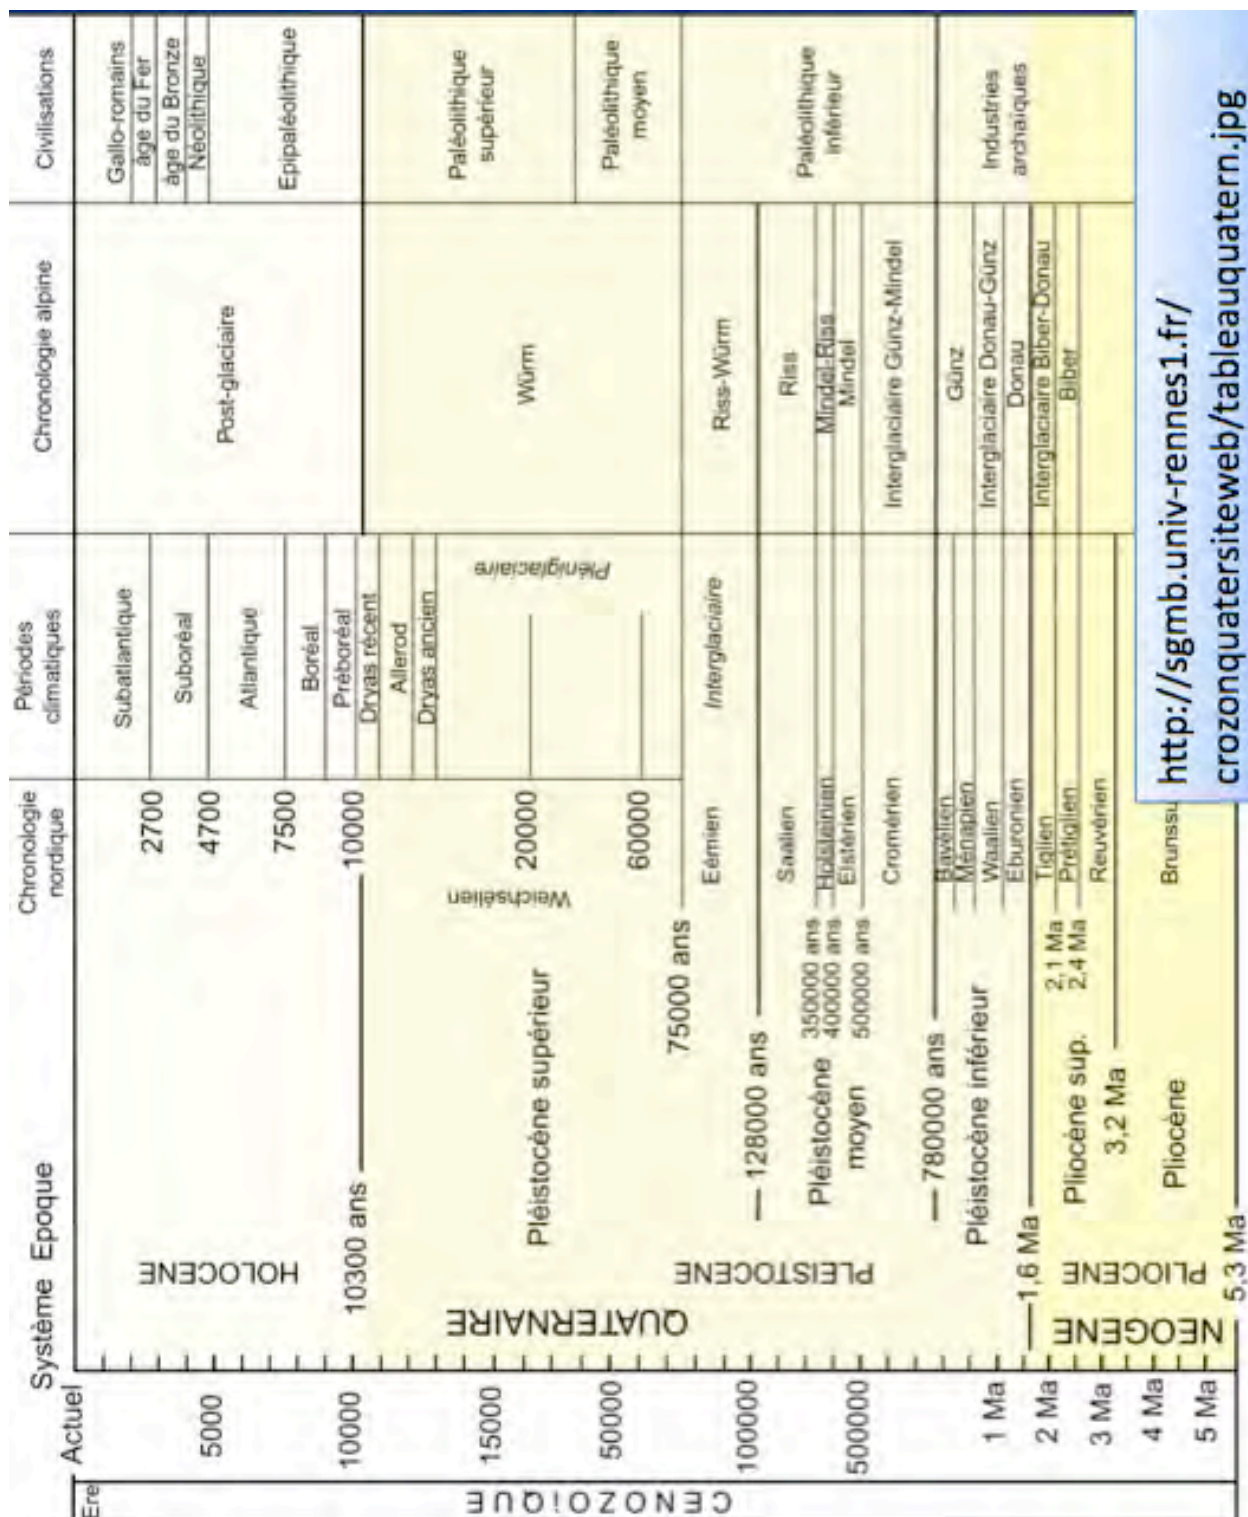 Ere
Système
Epoque
Chronologie
nordique
Périodes
climatiques
Chronologie alpine
Civilisations
CENOZOIQUE
Actuel
5000
10000
15000
50000
100000
500000
1 Ma
2 Ma
3 Ma
4 Ma
5 Ma
QUATERNAIRE
NEOGENE
HOLOCENE
PLEISTOCENE
PLIOCENE
10300 ans
Pléistocène supérieur
75000 ans
128000 ans
Pléistocène
moyen
350000 ans
400000 ans
500000 ans
780000 ans
Pléistocène inférieur
1,6 Ma
2,1 Ma
2,4 Ma
Pliocène sup.
3,2 Ma
Pliocène
5,3 Ma
2700
4700
7500
10000
Weichsélien
20000
60000
Eémien
Saalien
Holsteinien
Elstérien
Cromérien
Bavélien
Ménapien
Waalien
Eburonien
Tiglien
Prétiglien
Reuvérien
Brunssu
Subatlantique
Suboréal
Atlantique
Boréal
Préboréal
Dryas récent
Allerod
Dryas ancien
Pléniglaciaire
Interglaciaire
Post-glaciaire
Würm
Riss-Würm
Riss
Mindel-Riss
Mindel
Interglaciaire Günz-Mindel
Günz
Interglaciaire Donau-Günz
Donau
Interglaciaire Biber-Donau
Biber
Gallo-romains
âge du Fer
âge du Bronze
Néolithique
Epipaléolithique
Paléolithique
supérieur
Paléolithique
moyen
Paléolithique
inférieur
Industries
archaiques
http://sgmb.univ-rennes1.fr/
crozonquatersiteweb/tableauquatern.jpg